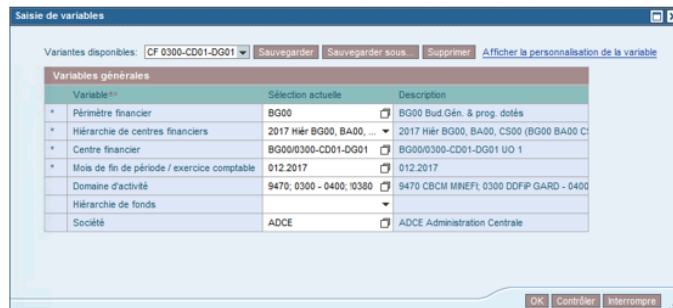 Saisie de variables
Variantes disponibles: CF 0300-CD01-DG01 Sauvegarder Sauvegarder sous... Supprimer Afficher la personnalisation de la variable
Variables générales
Variable Sélection actuelle Description
* Périmètre financier BG00 BG00 Bud.Gén. & prog. dotés
* Hiérarchie de centres financiers 2017 Hiér BG00, BA00, ... 2017 Hiér BG00, BA00, CS00 (BG00 BA00 CS
* Centre financier BG00/0300-CD01-DG01 BG00/0300-CD01-DG01 UO 1
* Mois de fin de période / exercice comptable 012.2017 012.2017
Domaine d'activité 9470; 0300 - 0400; !0380 9470 CBCM MINEFI; 0300 DDFiP GARD - 0400
Hiérarchie de fonds
Société ADCE ADCE Administration Centrale
OK Contrôler Interrompre